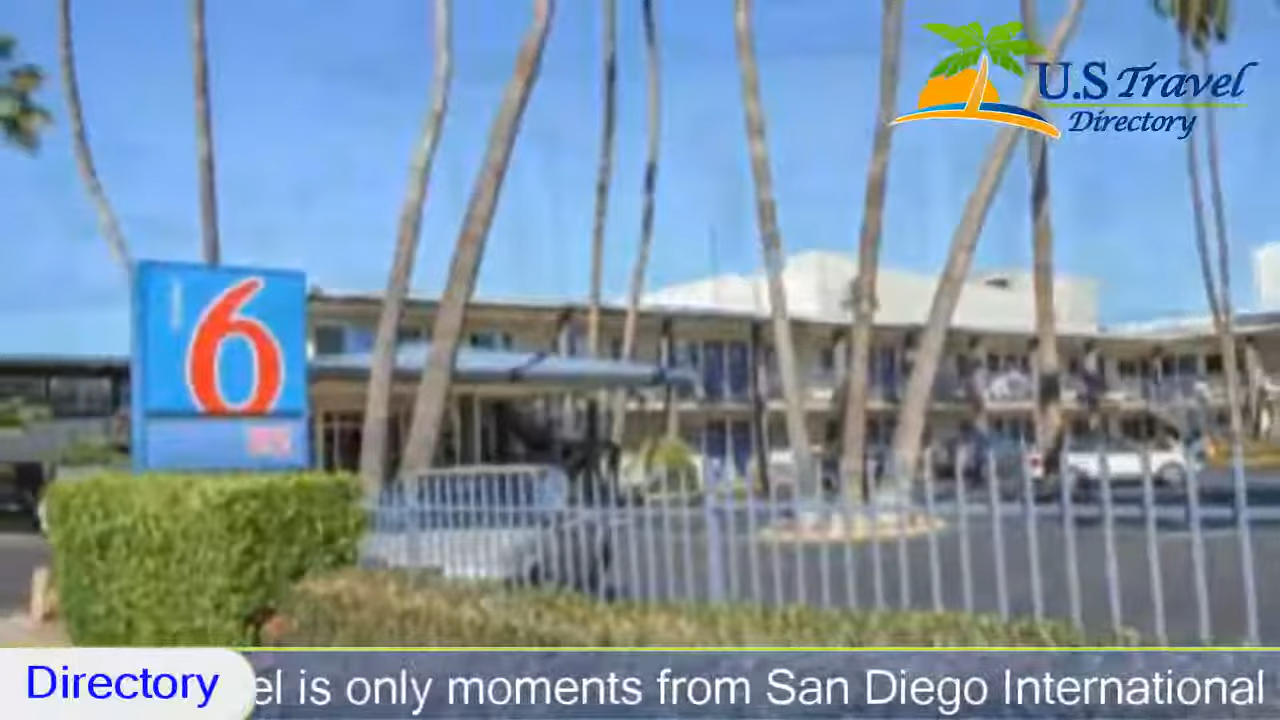 U.S Travel
Directory
6
Directory
el is only moments from San Diego International